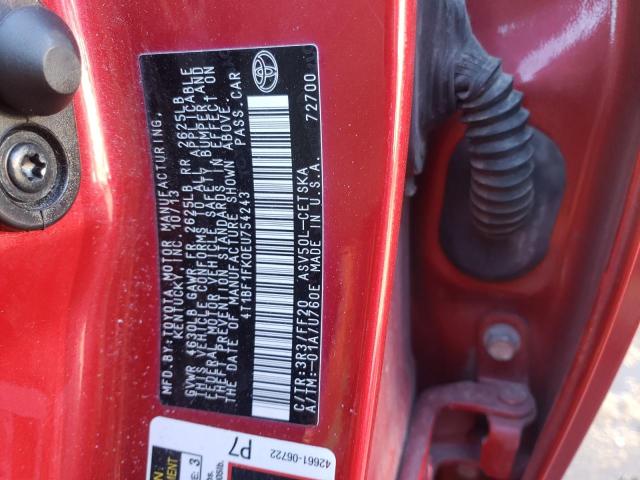 MFD. BY: TOYOTA MOTOR MANUFACTURING,
KENTUCKY, INC. 10/13
GVWR 4630LB GAWR FR 2625LB RR 2625LB
THIS VEHICLE CONFORMS TO ALL APPLICABLE
FEDERAL MOTOR VEHICLE SAFETY, BUMPER, AND
THEFT PREVENTION STANDARDS IN EFFECT ON
THE DATE OF MANUFACTURE SHOWN ABOVE.
4T1BF1FK0EU754243 PASS.CAR
C/TR:3R3/FF20 ASV50L-CETSKA
A/TM:-01A/U760E MADE IN U.S.A. 72700
42661-06722
P7
3